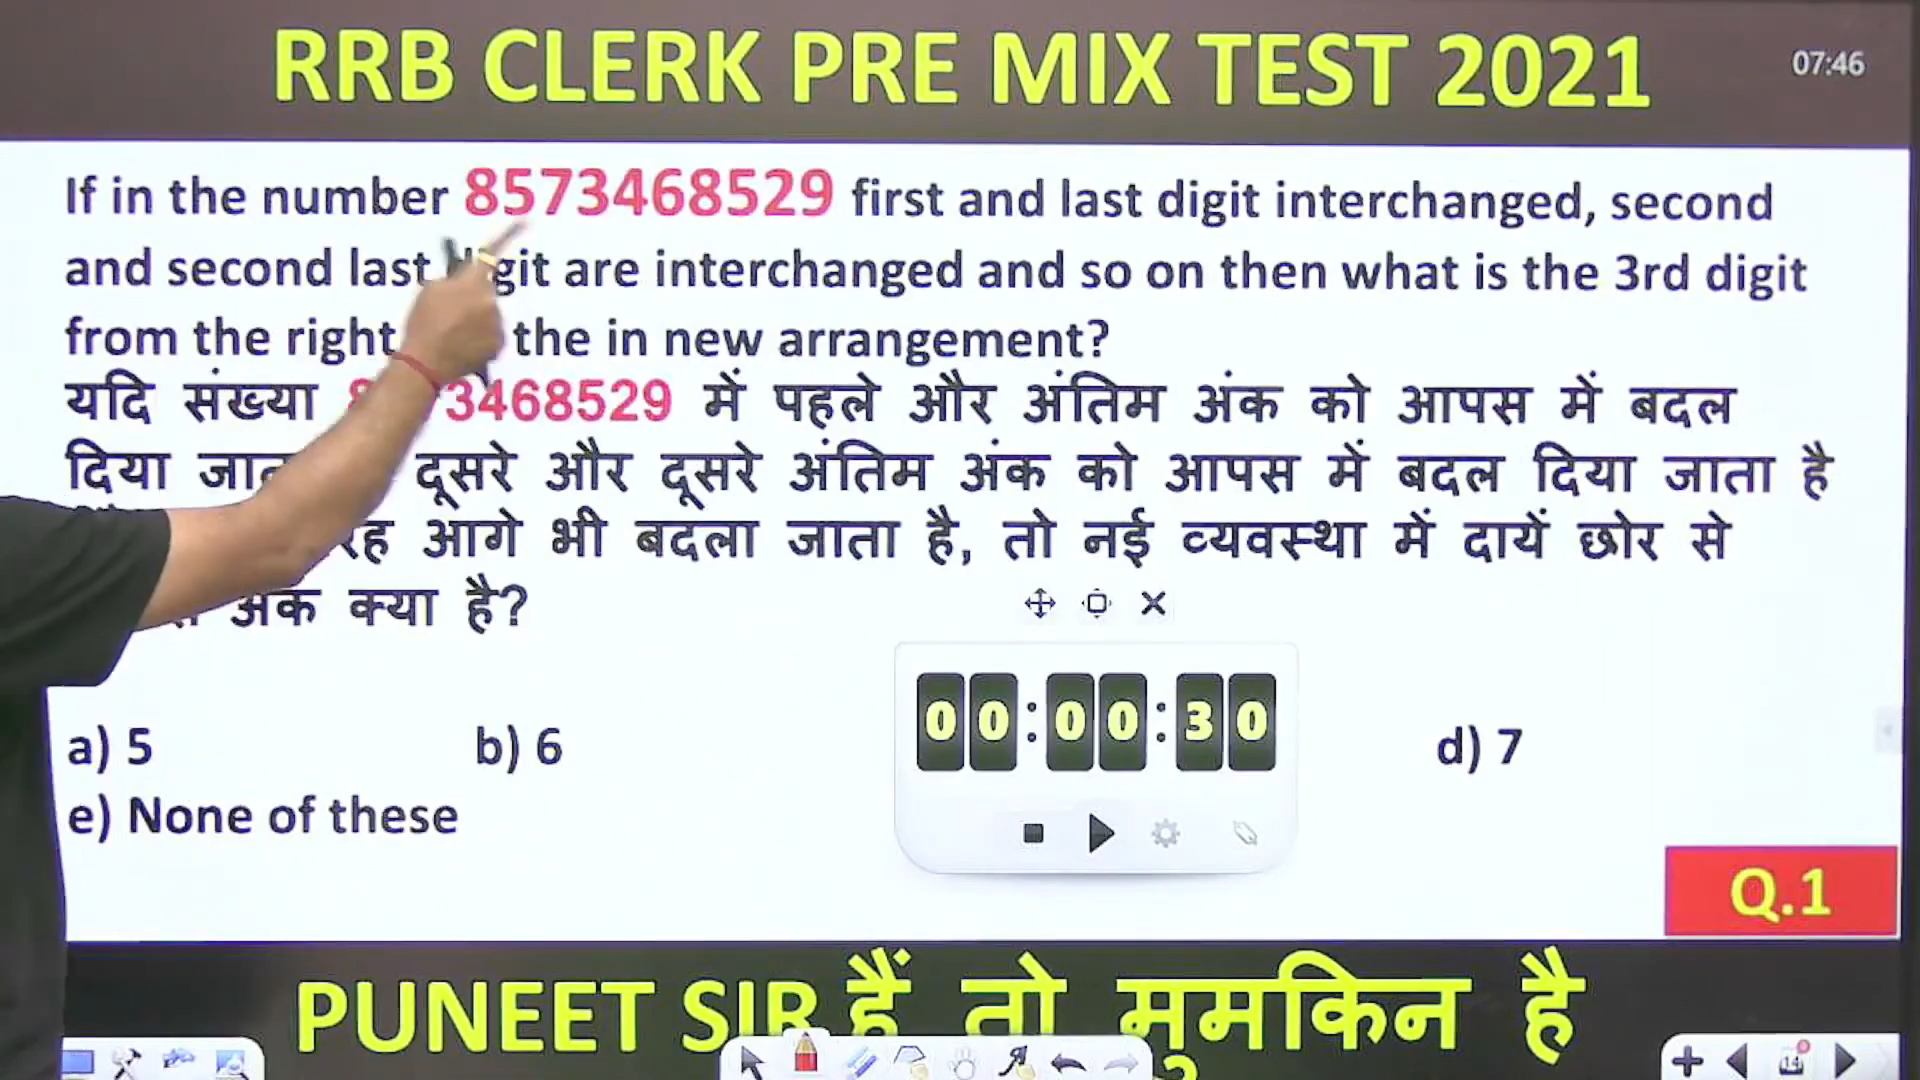 RRB CLERK PRE MIX TEST 2021
07:46
If in the number 8573468529 first and last digit interchanged, second
and second last are interchanged and so on then what is the 3rd digit
from the right the in new arrangement?
यदि संख्या 3468529 में पहले और अंतिम अंक को आपस में बदल
दिया दूसरे और दूसरे अंतिम अंक को आपस में बदल दिया जाता है
आगे भी बदला जाता है, तो नई व्यवस्था में दायें छोर से
अंक क्या है?
00:00:30
a) 5 b) 6 d) 7
e) None of these
Q.1
PUNEET SIR हैं तो मुमकिन है
14